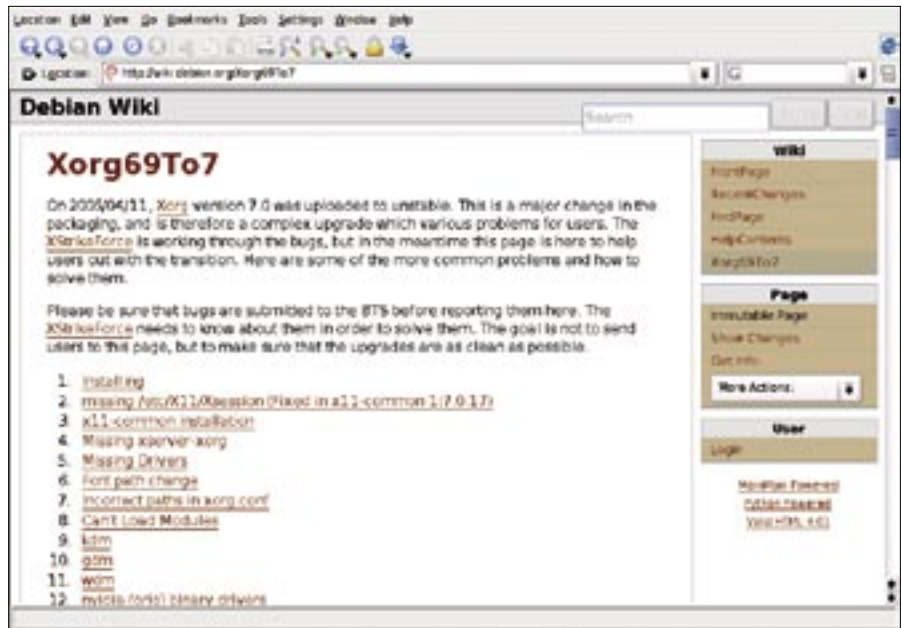 Location Edit View Go Bookmarks Tools Settings Window Help
Location: http://wiki.debian.org/Xorg69To7
Debian Wiki
Search
Xorg69To7
On 2005/04/11, Xorg version 7.0 was uploaded to unstable. This is a major change in the
packaging, and is therefore a complex upgrade which various problems for users. The
XStrikeForce is working through the bugs, but in the meantime this page is here to help
users out with the transition. Here are some of the more common problems and how to
solve them.
Please be sure that bugs are submitted to the BTS before reporting them here. The
XStrikeForce needs to know about them in order to solve them. The goal is not to send
users to this page, but to make sure that the upgrades are as clean as possible.
1. Installing
2. missing /etc/X11/Xsession (Fixed in x11-common 1:7.0.17)
3. x11-common installation
4. Missing xserver-xorg
5. Missing Drivers
6. Font path change
7. Incorrect paths in xorg.conf
8. Can't Load Modules
9. kdm
10. gdm
11. wdm
12. nvidia (orig) binary drivers
Wiki
FrontPage
RecentChanges
FindPage
HelpContents
Xorg69To7
Page
Immutable Page
Show Changes
Get Info
More Actions:
User
Login
MoinMoin Powered
Python Powered
Valid HTML 4.01